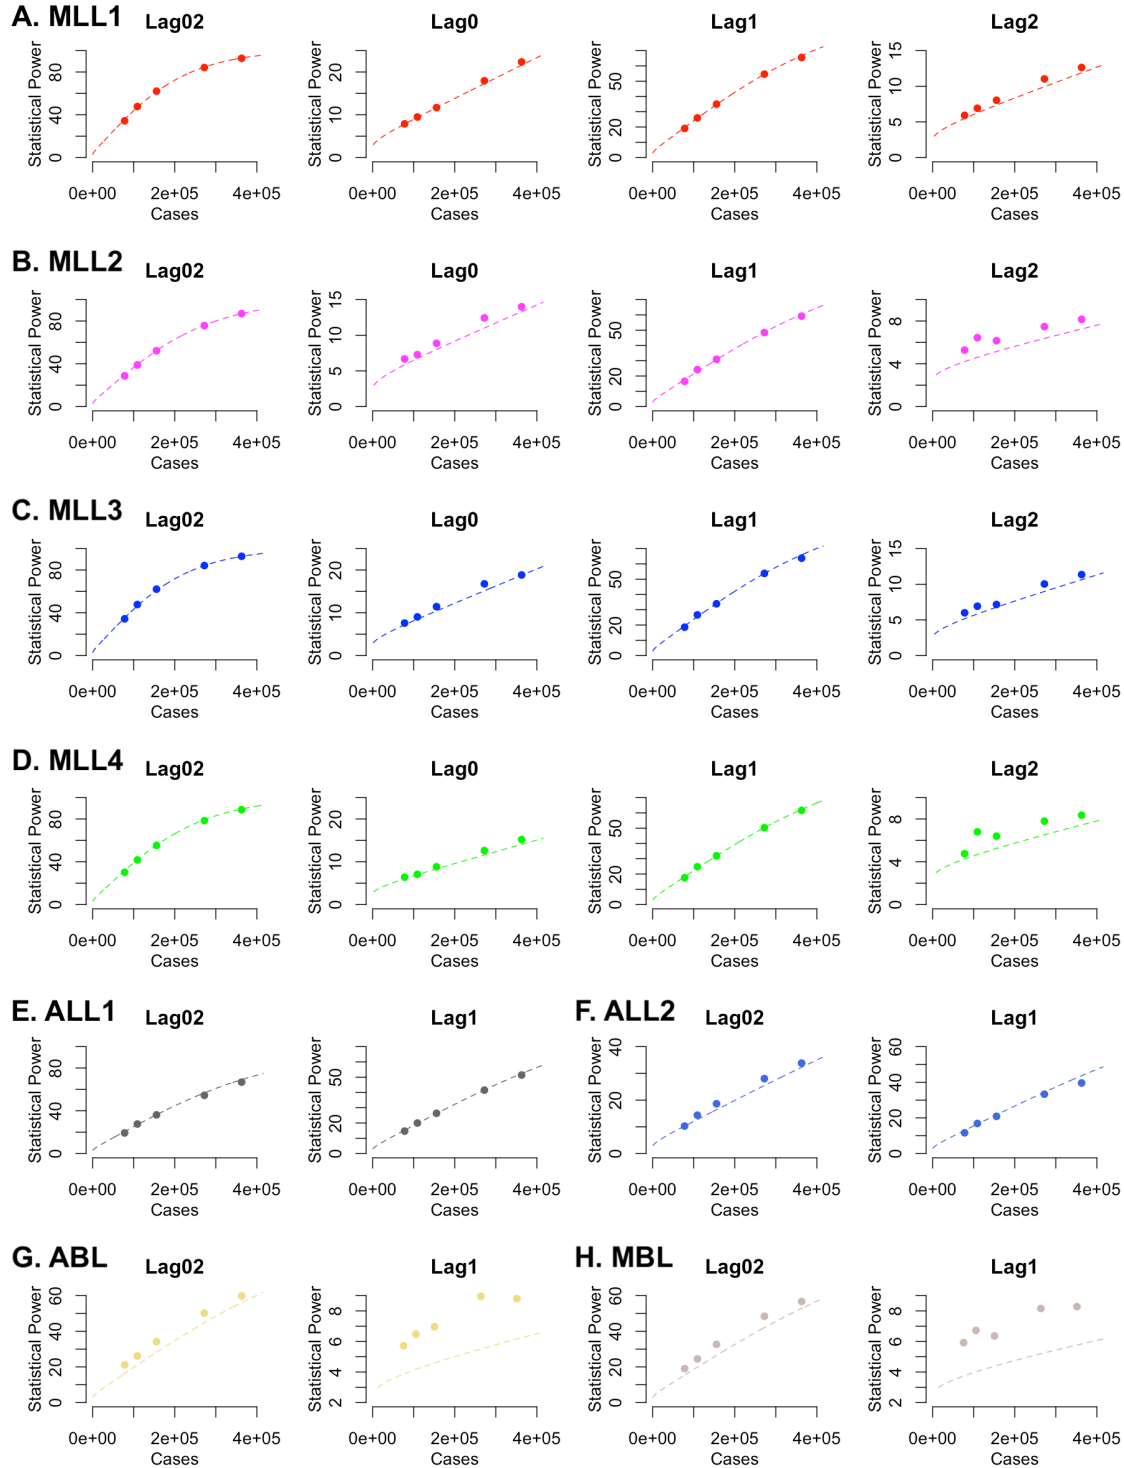 A. MLL1
Lag02 Lag0 Lag1 Lag2
Statistical Power Statistical Power Statistical Power Statistical Power
0 40 80 0 10 20 0 20 50 0 5 10 15
0e+00 2e+05 4e+05 0e+00 2e+05 4e+05 0e+00 2e+05 4e+05 0e+00 2e+05 4e+05
Cases Cases Cases Cases
B. MLL2
Lag02 Lag0 Lag1 Lag2
Statistical Power Statistical Power Statistical Power Statistical Power
0 40 80 0 5 10 15 0 20 50 0 4 8
0e+00 2e+05 4e+05 0e+00 2e+05 4e+05 0e+00 2e+05 4e+05 0e+00 2e+05 4e+05
Cases Cases Cases Cases
C. MLL3
Lag02 Lag0 Lag1 Lag2
Statistical Power Statistical Power Statistical Power Statistical Power
0 40 80 0 10 20 0 20 50 0 5 10 15
0e+00 2e+05 4e+05 0e+00 2e+05 4e+05 0e+00 2e+05 4e+05 0e+00 2e+05 4e+05
Cases Cases Cases Cases
D. MLL4
Lag02 Lag0 Lag1 Lag2
Statistical Power Statistical Power Statistical Power Statistical Power
0 40 80 0 10 20 0 20 50 0 4 8
0e+00 2e+05 4e+05 0e+00 2e+05 4e+05 0e+00 2e+05 4e+05 0e+00 2e+05 4e+05
Cases Cases Cases Cases
E. ALL1 F. ALL2
Lag02 Lag1 Lag02 Lag1
Statistical Power Statistical Power Statistical Power Statistical Power
0 40 80 0 20 50 0 20 40 0 20 40 60
0e+00 2e+05 4e+05 0e+00 2e+05 4e+05 0e+00 2e+05 4e+05 0e+00 2e+05 4e+05
Cases Cases Cases Cases
G. ABL H. MBL
Lag02 Lag1 Lag02 Lag1
Statistical Power Statistical Power Statistical Power Statistical Power
0 20 40 60 2 4 6 8 0 20 40 60 2 4 6 8
0e+00 2e+05 4e+05 0e+00 2e+05 4e+05 0e+00 2e+05 4e+05 0e+00 2e+05 4e+05
Cases Cases Cases Cases